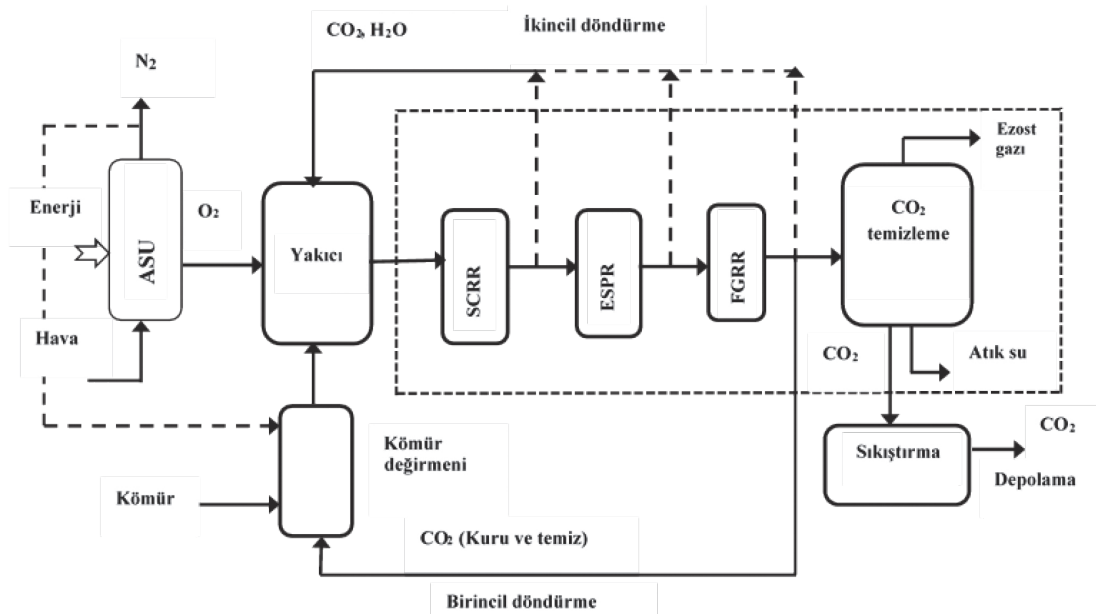 CO₂, H₂O
İkincil döndürme
N₂
Ezost
gazı
Enerji
ASU
O₂
Yakıcı
SCRR
ESPR
FGRR
CO₂
temizleme
Hava
CO₂
Atık su
Kömür
değirmeni
Sıkıştırma
CO₂
Depolama
Kömür
CO₂ (Kuru ve temiz)
Birincil döndürme